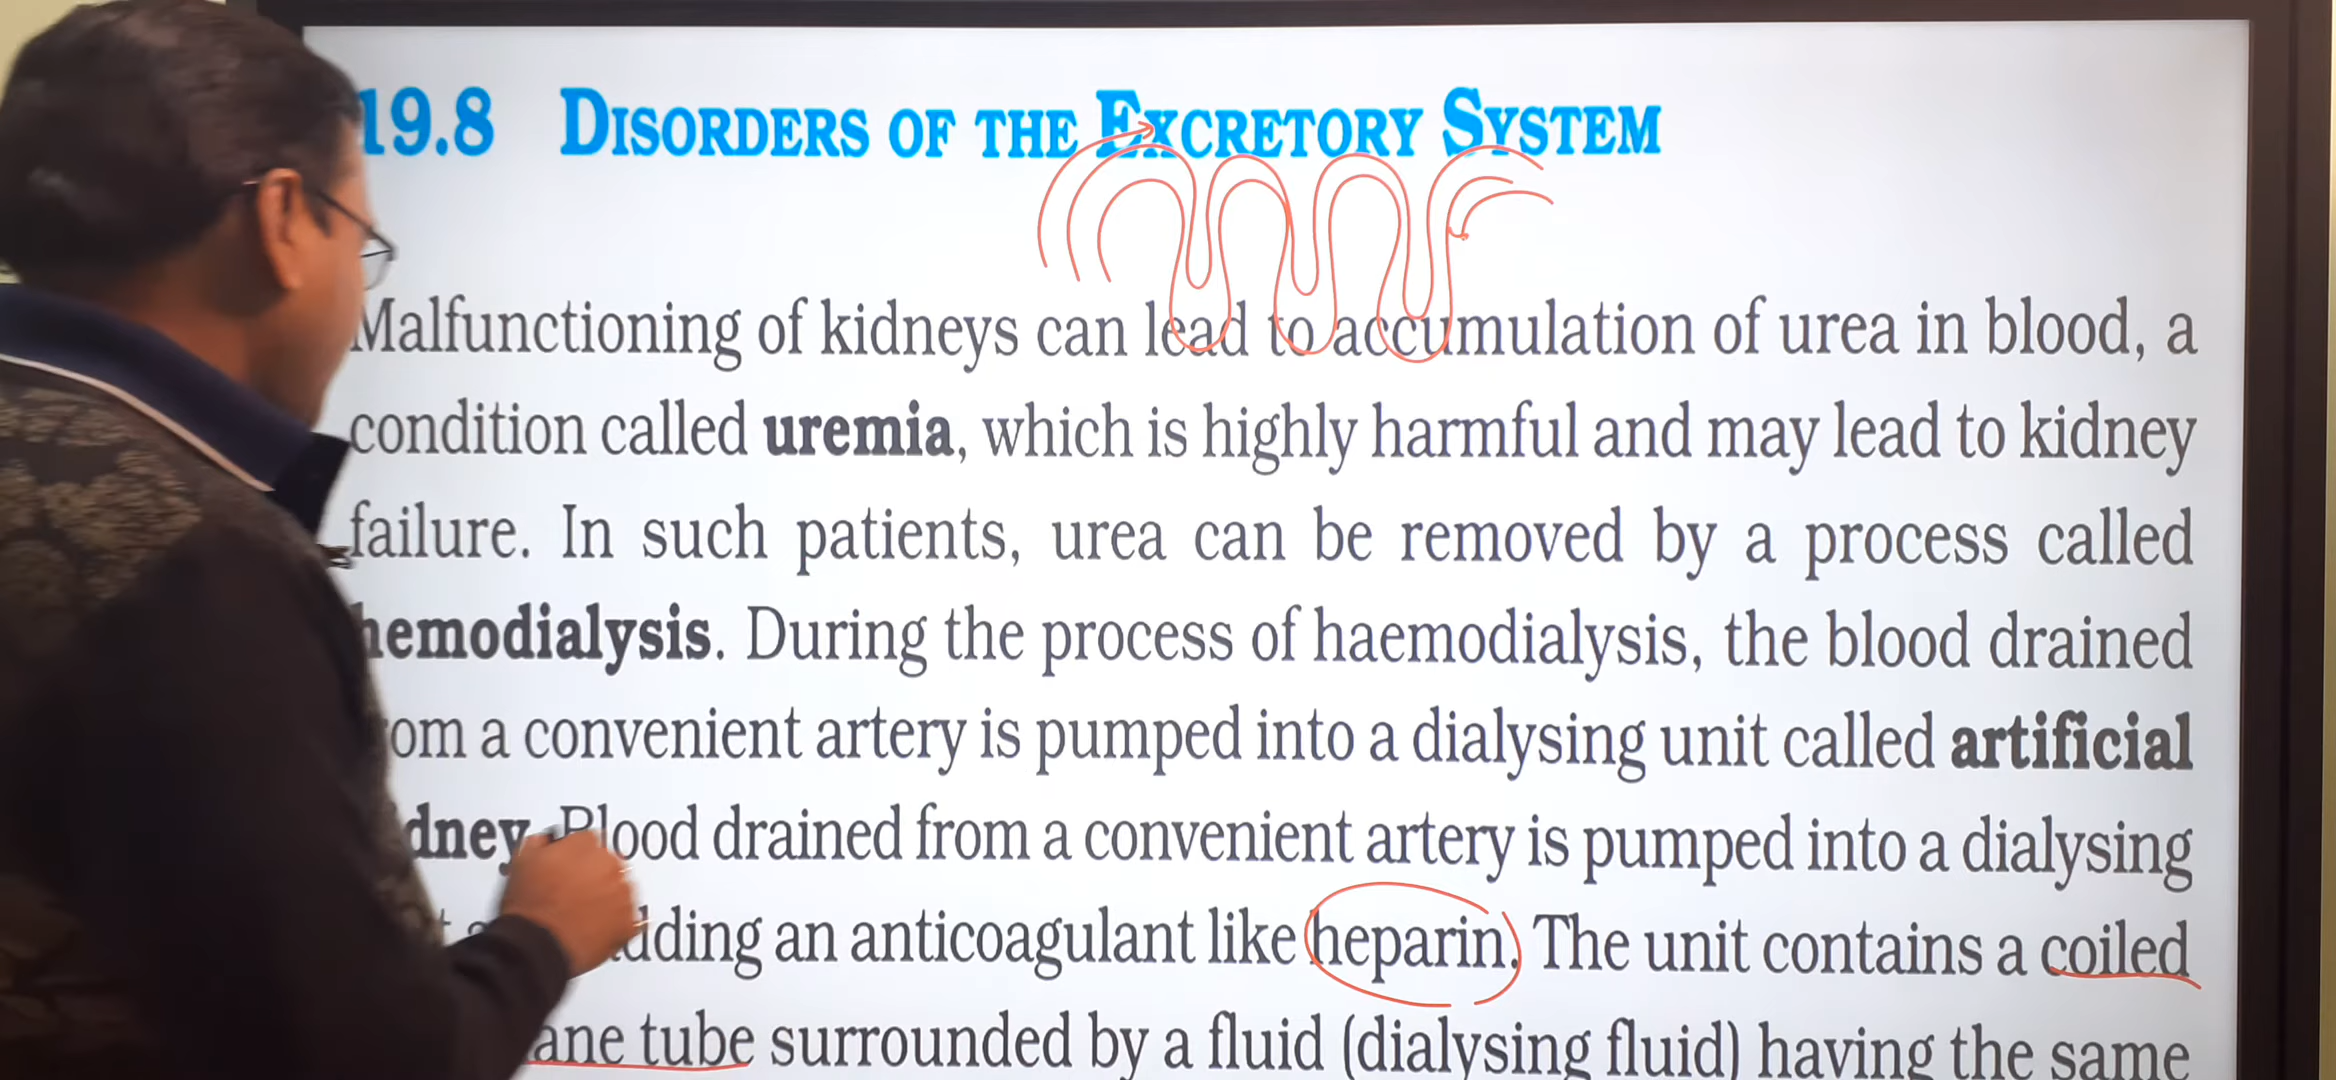 19.8 DISORDERS OF THE EXCRETORY SYSTEM
Malfunctioning of kidneys can lead to accumulation of urea in blood, a
condition called uremia, which is highly harmful and may lead to kidney
failure. In such patients, urea can be removed by a process called
hemodialysis. During the process of haemodialysis, the blood drained
om a convenient artery is pumped into a dialysing unit called artificial
dney. Blood drained from a convenient artery is pumped into a dialysing
dding an anticoagulant like heparin. The unit contains a coiled
ane tube surrounded by a fluid (dialysing fluid) having the same